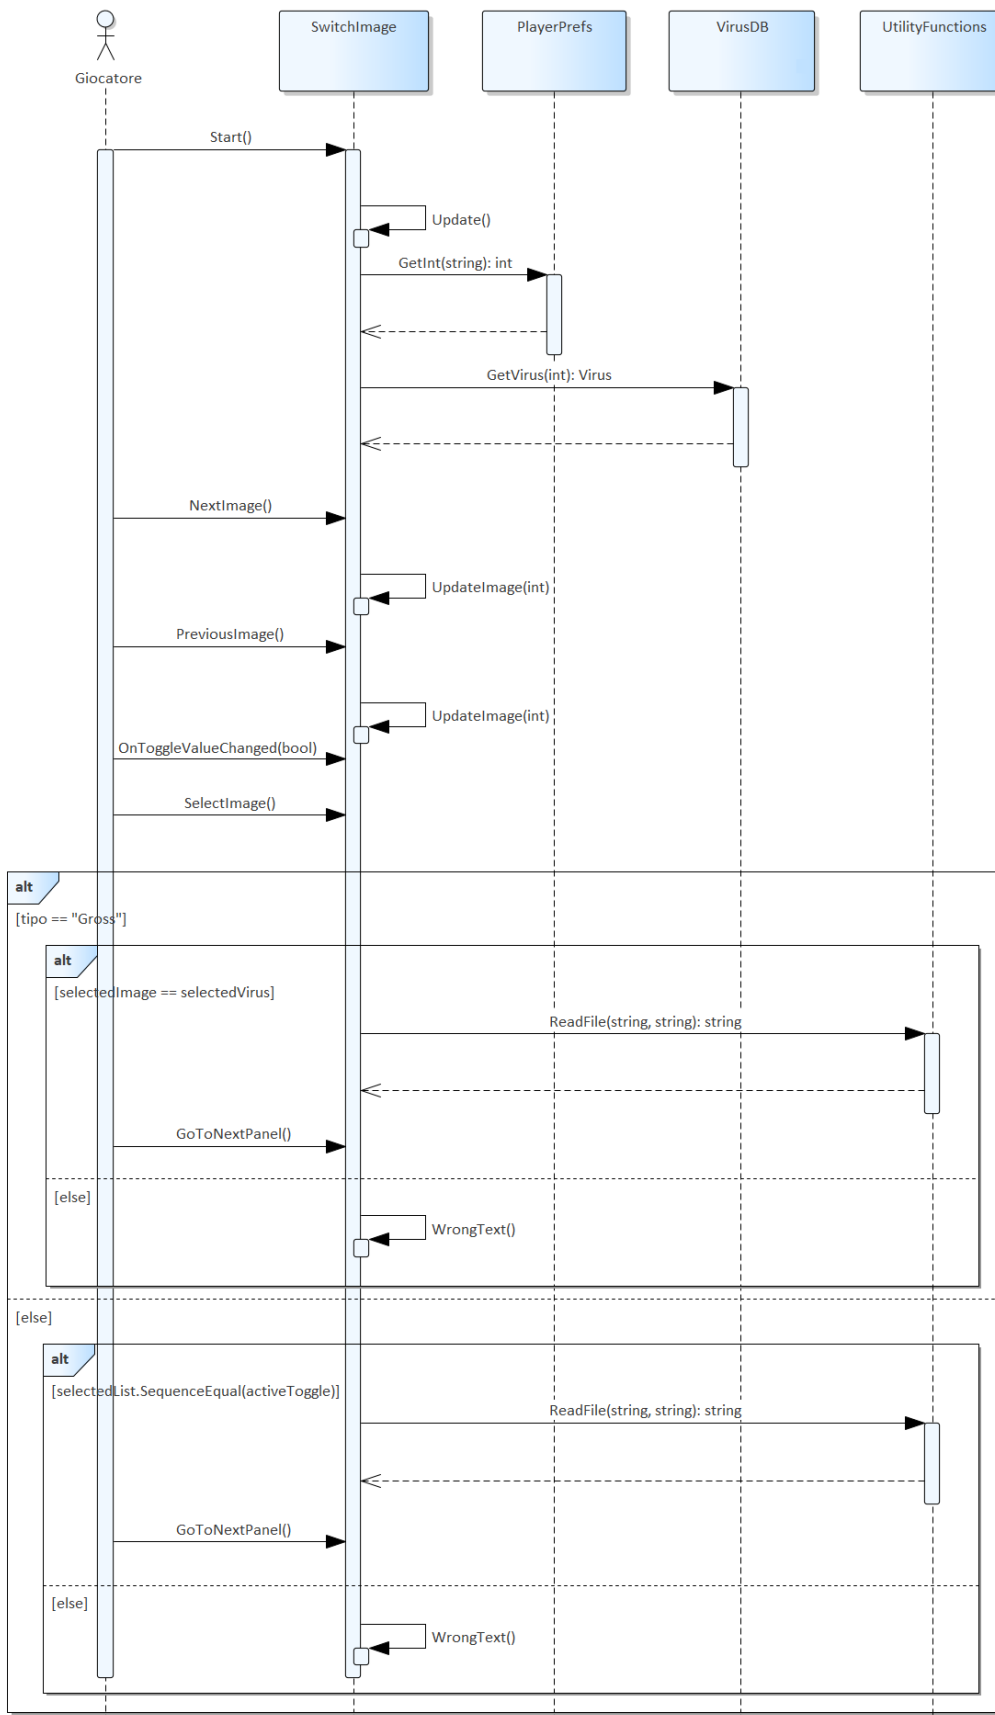 SwitchImage
PlayerPrefs
VirusDB
UtilityFunctions
Giocatore
Start()
Update()
GetInt(string): int
GetVirus(int): Virus
NextImage()
UpdateImage(int)
PreviousImage()
UpdateImage(int)
OnToggleValueChanged(bool)
SelectImage()
alt
[tipo == "Gross"]
alt
[selectedImage == selectedVirus]
ReadFile(string, string): string
GoToNextPanel()
[else]
WrongText()
[else]
alt
[selectedList.SequenceEqual(activeToggle)]
ReadFile(string, string): string
GoToNextPanel()
[else]
WrongText()